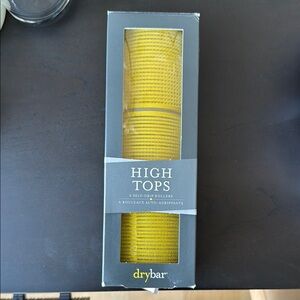 HIGH
TOPS
6 SELF-GRIP ROLLERS
6 ROULEAUX AUTO-AGRIPPANTS
drybar